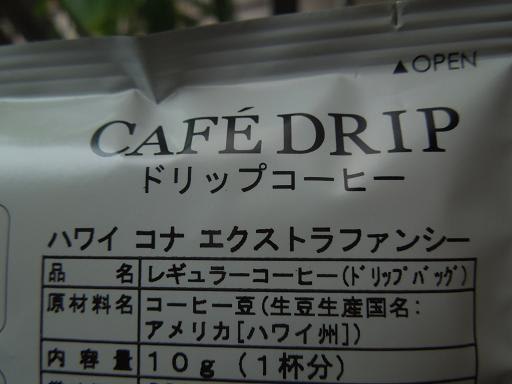 ▲OPEN
CAFÉ DRIP
ドリップコーヒー
ハワイ コナ エクストラファンシー
品 名 レギュラーコーヒー(ドリップバッグ)
原材料名 コーヒー豆(生豆生産国名:
アメリカ[ハワイ州])
内容量 10g(1杯分)